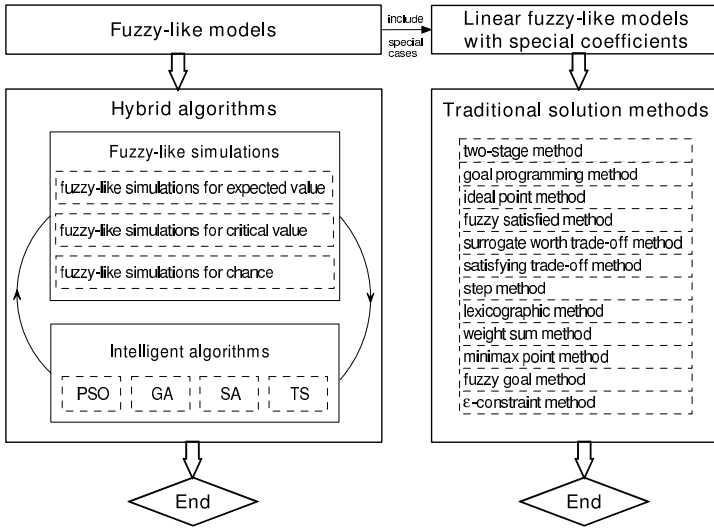 Fuzzy-like models
include
special
cases
Linear fuzzy-like models
with special coefficients
Hybrid algorithms
Fuzzy-like simulations
fuzzy-like simulations for expected value
fuzzy-like simulations for critical value
fuzzy-like simulations for chance
Intelligent algorithms
PSO GA SA TS
End
Traditional solution methods
two-stage method
goal programming method
ideal point method
fuzzy satisfied method
surrogate worth trade-off method
satisfying trade-off method
step method
lexicographic method
weight sum method
minimax point method
fuzzy goal method
ε-constraint method
End